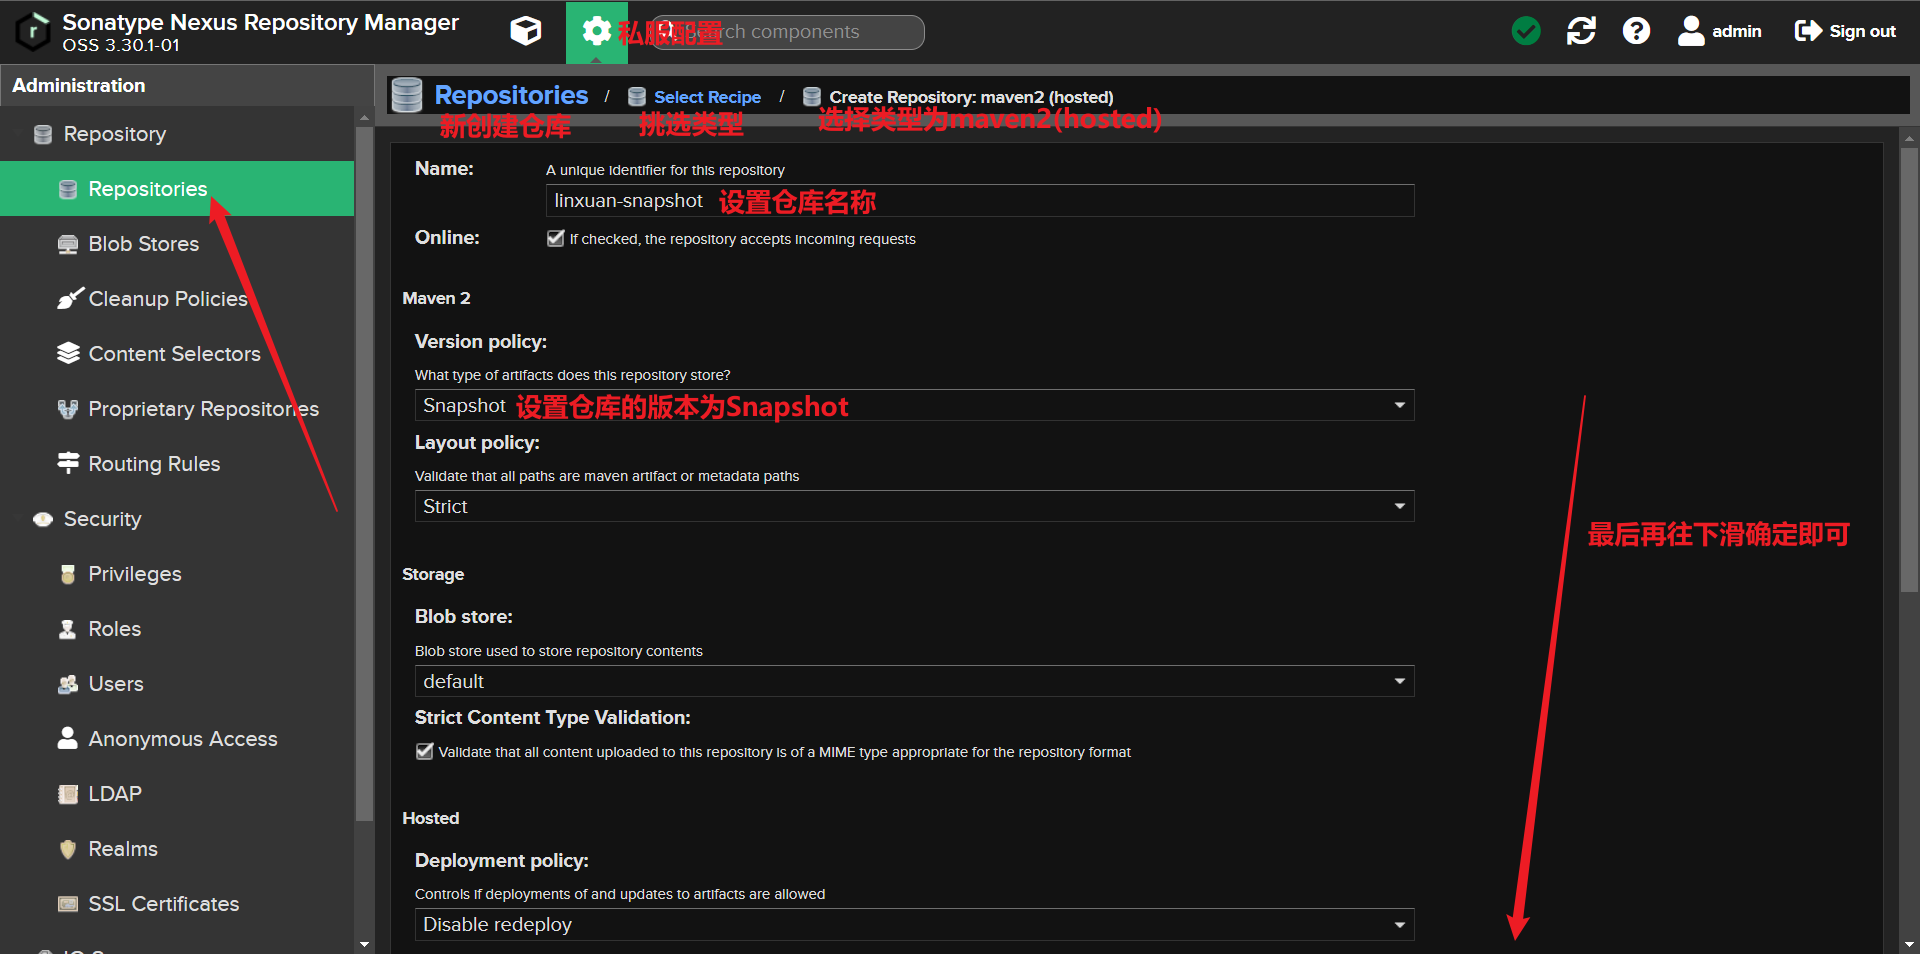 Sonatype Nexus Repository Manager
OSS 3.30.1-01
私服配置
Search components
admin
Sign out
Administration
Repository
Repositories
Blob Stores
Cleanup Policies
Content Selectors
Proprietary Repositories
Routing Rules
Security
Privileges
Roles
Users
Anonymous Access
LDAP
Realms
SSL Certificates
Repositories / Select Recipe / Create Repository: maven2 (hosted)
新创建仓库 挑选类型 选择类型为maven2(hosted)
Name:
A unique identifier for this repository
linxuan-snapshot 设置仓库名称
Online:
If checked, the repository accepts incoming requests
Maven 2
Version policy:
What type of artifacts does this repository store?
Snapshot 设置仓库的版本为Snapshot
Layout policy:
Validate that all paths are maven artifact or metadata paths
Strict
最后再往下滑确定即可
Storage
Blob store:
Blob store used to store repository contents
default
Strict Content Type Validation:
Validate that all content uploaded to this repository is of a MIME type appropriate for the repository format
Hosted
Deployment policy:
Controls if deployments of and updates to artifacts are allowed
Disable redeploy